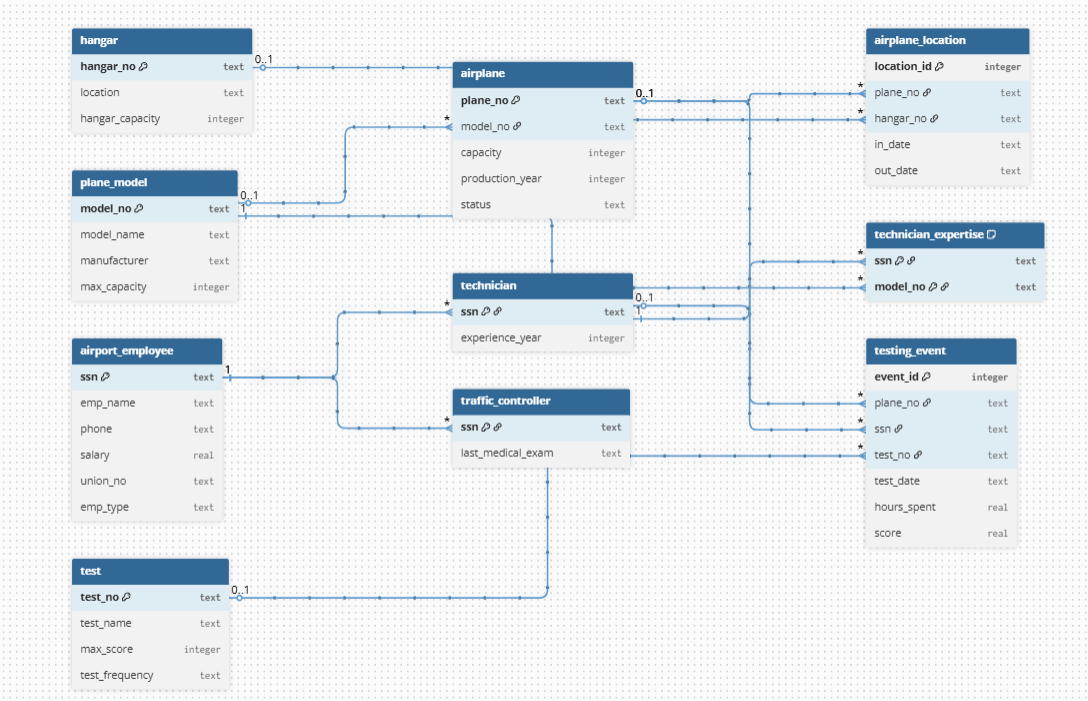 hangar
hangar_no text
location text
hangar_capacity integer
0..1
plane_model
model_no text
model_name text
manufacturer text
max_capacity integer
0..1
1
airport_employee
ssn text
emp_name text
phone text
salary real
union_no text
emp_type text
1
test
test_no text
test_name text
max_score integer
test_frequency text
0..1
airplane
plane_no text
model_no text
capacity integer
production_year integer
status text
0..1
*
technician
ssn text
experience_year integer
*
0..1
1
traffic_controller
ssn text
last_medical_exam text
*
airplane_location
location_id integer
plane_no text
hangar_no text
in_date text
out_date text
*
*
technician_expertise
ssn text
model_no text
*
*
testing_event
event_id integer
plane_no text
ssn text
test_no text
test_date text
hours_spent real
score real
*
*
*